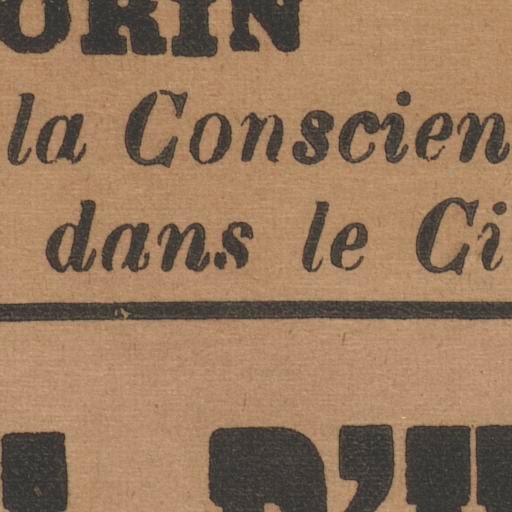 ORIN
la Conscien
dans le Ci